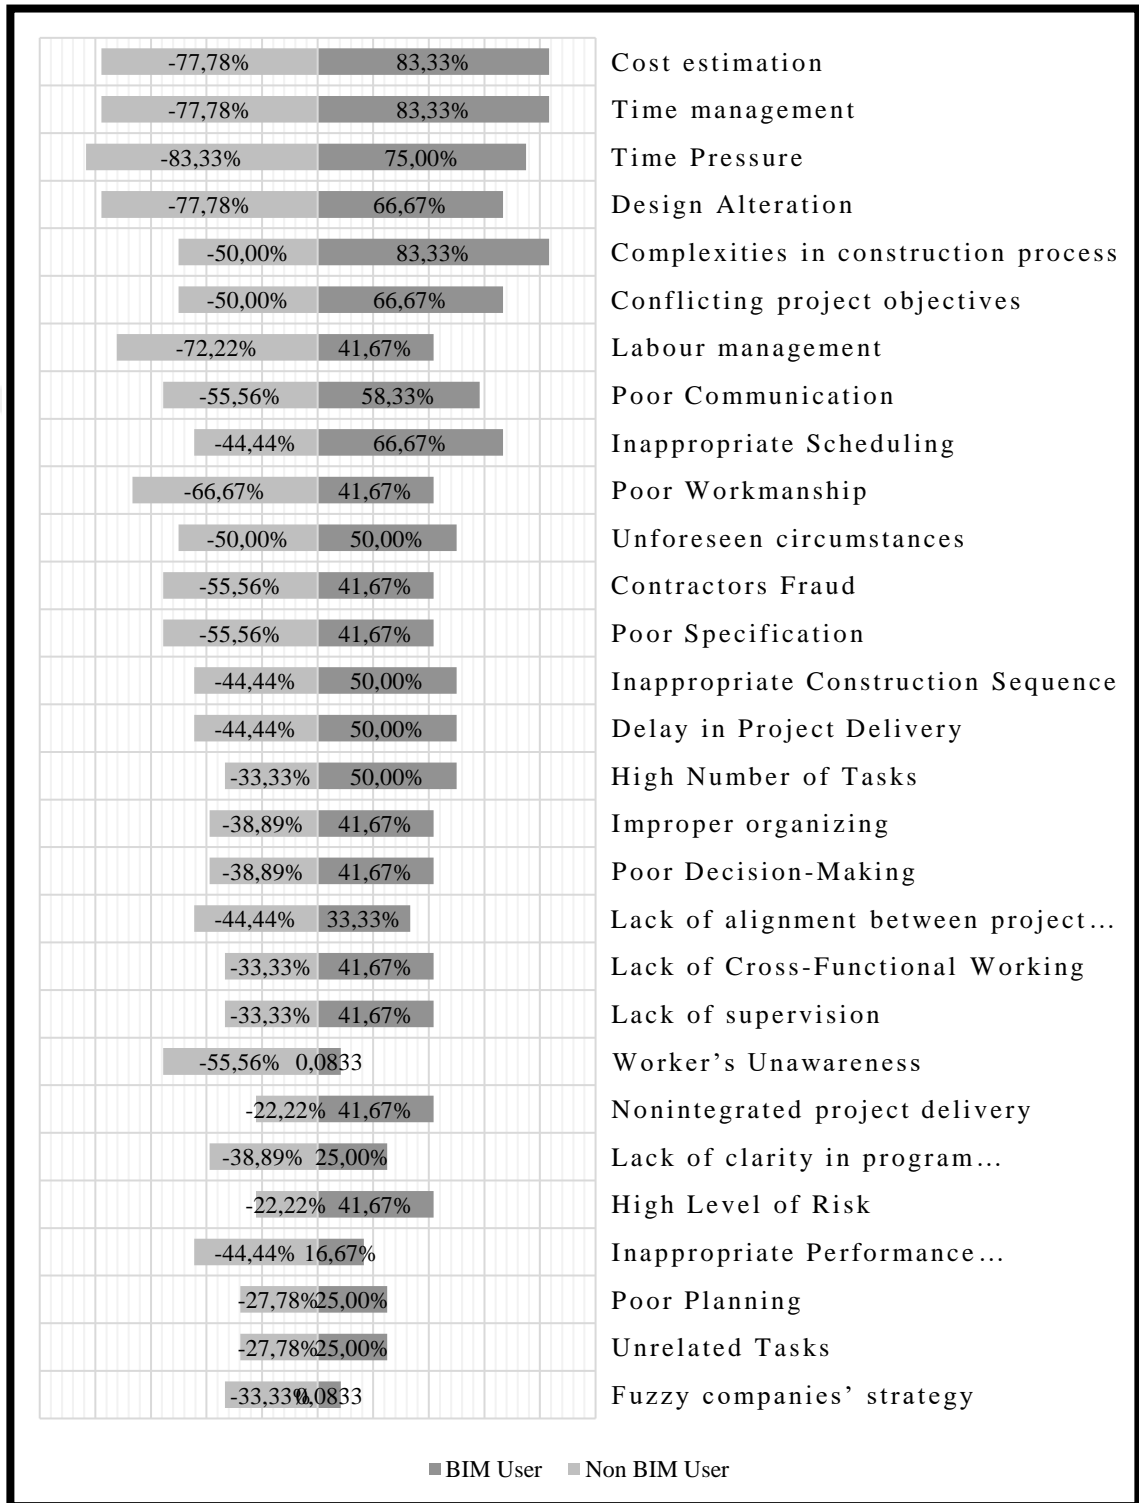 -77,78% 83,33% Cost estimation
-77,78% 83,33% Time management
-83,33% 75,00% Time Pressure
-77,78% 66,67% Design Alteration
-50,00% 83,33% Complexities in construction process
-50,00% 66,67% Conflicting project objectives
-72,22% 41,67% Labour management
-55,56% 58,33% Poor Communication
-44,44% 66,67% Inappropriate Scheduling
-66,67% 41,67% Poor Workmanship
-50,00% 50,00% Unforeseen circumstances
-55,56% 41,67% Contractors Fraud
-55,56% 41,67% Poor Specification
-44,44% 50,00% Inappropriate Construction Sequence
-44,44% 50,00% Delay in Project Delivery
-33,33% 50,00% High Number of Tasks
-38,89% 41,67% Improper organizing
-38,89% 41,67% Poor Decision-Making
-44,44% 33,33% Lack of alignment between project…
-33,33% 41,67% Lack of Cross-Functional Working
-33,33% 41,67% Lack of supervision
-55,56% 0,0833 Worker’s Unawareness
-22,22% 41,67% Nonintegrated project delivery
-38,89% 25,00% Lack of clarity in program…
-22,22% 41,67% High Level of Risk
-44,44% 16,67% Inappropriate Performance…
-27,78% 25,00% Poor Planning
-27,78% 25,00% Unrelated Tasks
-33,33% 0,0833 Fuzzy companies’ strategy
BIM User Non BIM User